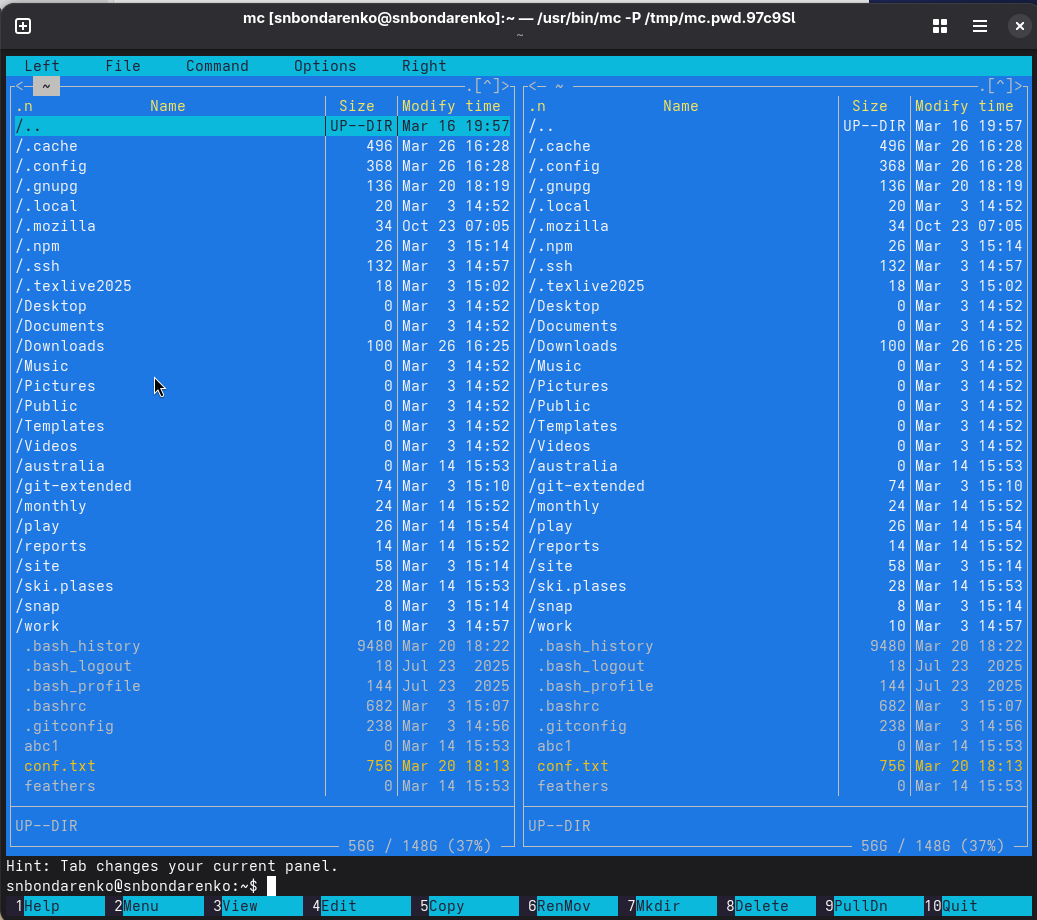 mc [snbondarenko@snbondarenko]:~ — /usr/bin/mc -P /tmp/mc.pwd.97c9Sl
~
Left File Command Options Right
<─ ~ .[^]> <─ ~ .[^]>
.n Name Size Modify time .n Name Size Modify time
/.. UP--DIR Mar 16 19:57 /.. UP--DIR Mar 16 19:57
/.cache 496 Mar 26 16:28 /.cache 496 Mar 26 16:28
/.config 368 Mar 26 16:28 /.config 368 Mar 26 16:28
/.gnupg 136 Mar 20 18:19 /.gnupg 136 Mar 20 18:19
/.local 20 Mar 3 14:52 /.local 20 Mar 3 14:52
/.mozilla 34 Oct 23 07:05 /.mozilla 34 Oct 23 07:05
/.npm 26 Mar 3 15:14 /.npm 26 Mar 3 15:14
/.ssh 132 Mar 3 14:57 /.ssh 132 Mar 3 14:57
/.texlive2025 18 Mar 3 15:02 /.texlive2025 18 Mar 3 15:02
/Desktop 0 Mar 3 14:52 /Desktop 0 Mar 3 14:52
/Documents 0 Mar 3 14:52 /Documents 0 Mar 3 14:52
/Downloads 100 Mar 26 16:25 /Downloads 100 Mar 26 16:25
/Music 0 Mar 3 14:52 /Music 0 Mar 3 14:52
/Pictures 0 Mar 3 14:52 /Pictures 0 Mar 3 14:52
/Public 0 Mar 3 14:52 /Public 0 Mar 3 14:52
/Templates 0 Mar 3 14:52 /Templates 0 Mar 3 14:52
/Videos 0 Mar 3 14:52 /Videos 0 Mar 3 14:52
/australia 0 Mar 14 15:53 /australia 0 Mar 14 15:53
/git-extended 74 Mar 3 15:10 /git-extended 74 Mar 3 15:10
/monthly 24 Mar 14 15:52 /monthly 24 Mar 14 15:52
/play 26 Mar 14 15:54 /play 26 Mar 14 15:54
/reports 14 Mar 14 15:52 /reports 14 Mar 14 15:52
/site 58 Mar 3 15:14 /site 58 Mar 3 15:14
/ski.plases 28 Mar 14 15:53 /ski.plases 28 Mar 14 15:53
/snap 8 Mar 3 15:14 /snap 8 Mar 3 15:14
/work 10 Mar 3 14:57 /work 10 Mar 3 14:57
.bash_history 9480 Mar 20 18:22 .bash_history 9480 Mar 20 18:22
.bash_logout 18 Jul 23 2025 .bash_logout 18 Jul 23 2025
.bash_profile 144 Jul 23 2025 .bash_profile 144 Jul 23 2025
.bashrc 682 Mar 3 15:07 .bashrc 682 Mar 3 15:07
.gitconfig 238 Mar 3 14:56 .gitconfig 238 Mar 3 14:56
abc1 0 Mar 14 15:53 abc1 0 Mar 14 15:53
conf.txt 756 Mar 20 18:13 conf.txt 756 Mar 20 18:13
feathers 0 Mar 14 15:53 feathers 0 Mar 14 15:53
UP--DIR UP--DIR
56G / 148G (37%) 56G / 148G (37%)
Hint: Tab changes your current panel.
snbondarenko@snbondarenko:~$
1Help 2Menu 3View 4Edit 5Copy 6RenMov 7Mkdir 8Delete 9PullDn 10Quit